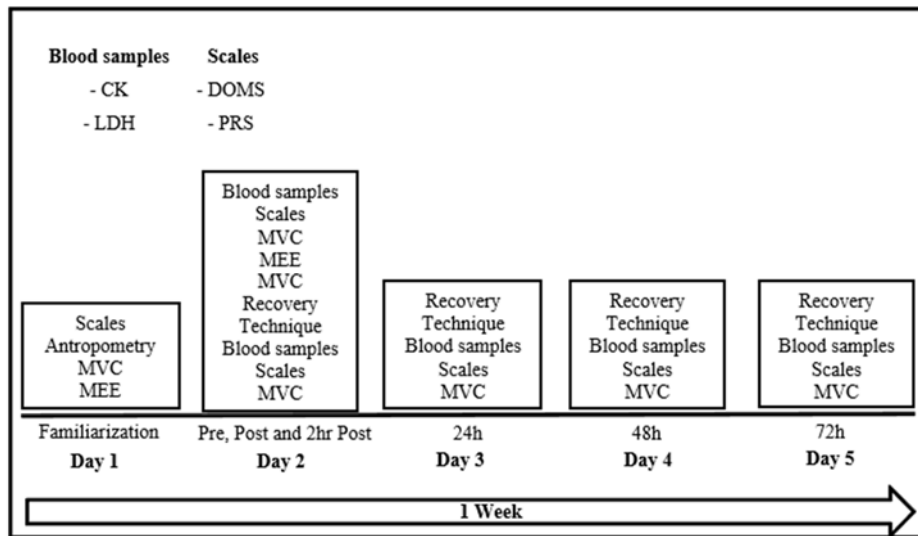 Blood samples
- CK
- LDH
Scales
- DOMS
- PRS
Scales
Antropometry
MVC
MEE
Blood samples
Scales
MVC
MEE
MVC
Recovery
Technique
Blood samples
Scales
MVC
Recovery
Technique
Blood samples
Scales
MVC
Recovery
Technique
Blood samples
Scales
MVC
Recovery
Technique
Blood samples
Scales
MVC
Familiarization
Day 1
Pre, Post and 2hr Post
Day 2
24h
Day 3
48h
Day 4
72h
Day 5
1 Week